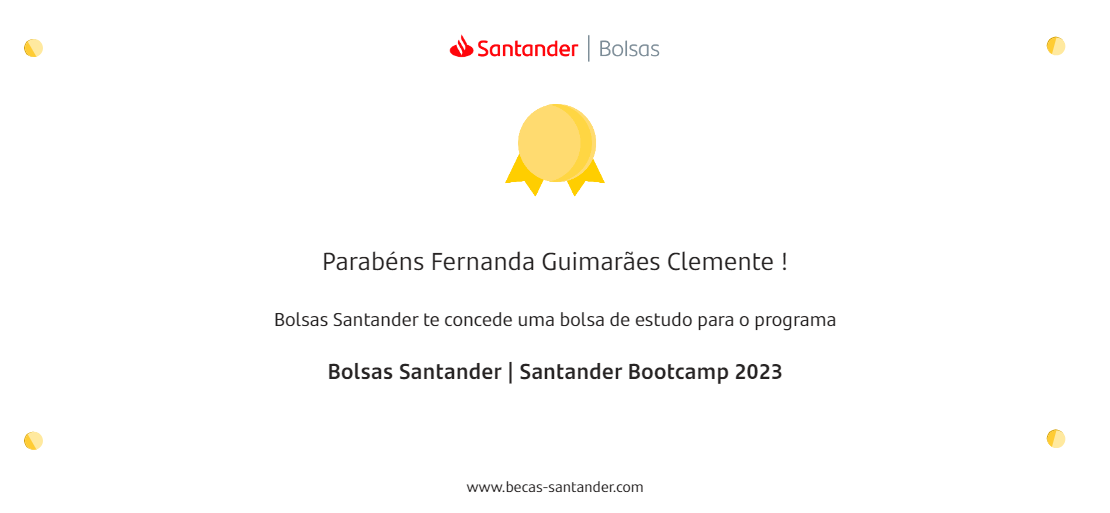 Santander | Bolsas
Parabéns Fernanda Guimarães Clemente !
Bolsas Santander te concede uma bolsa de estudo para o programa
Bolsas Santander | Santander Bootcamp 2023
www.becas-santander.com